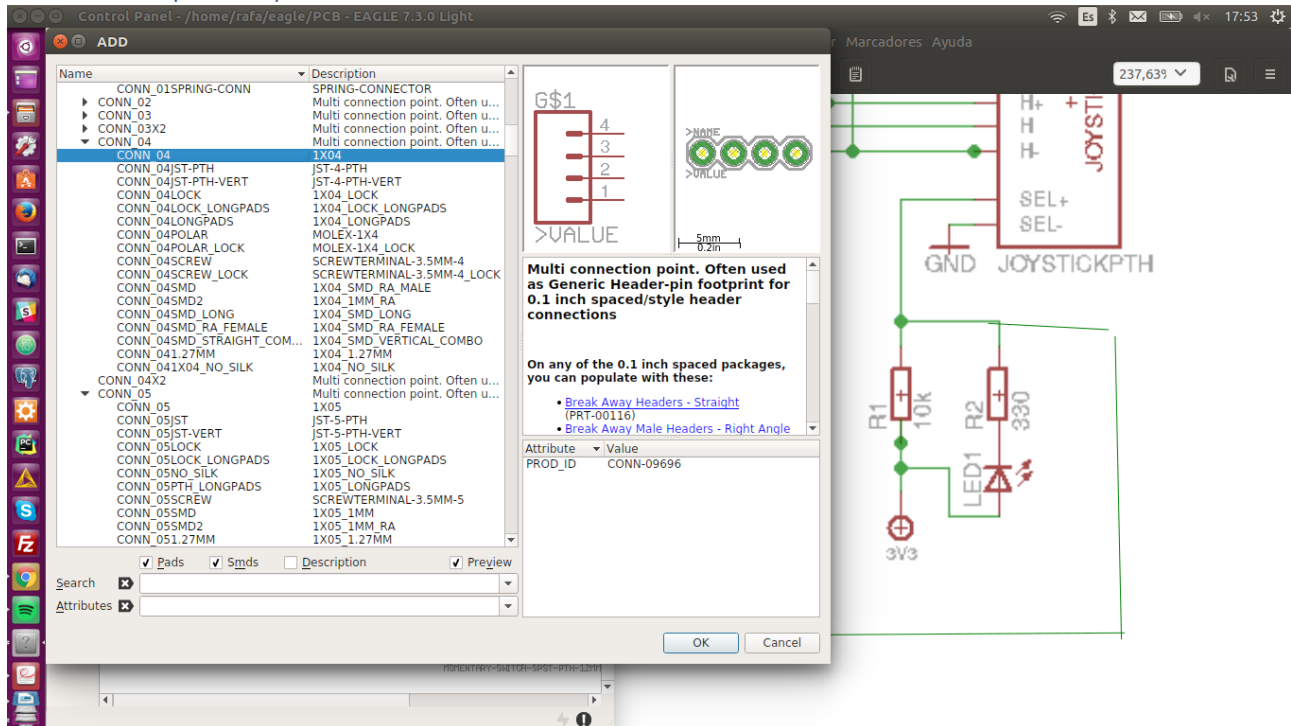 Control Panel - /home/rafa/eagle/PCB - EAGLE 7.3.0 Light
Es
17:53
ADD
Marcadores Ayuda
237,63%
Name Description
CONN_01SPRING-CONN SPRING-CONNECTOR
CONN_02 Multi connection point. Often u...
CONN_03 Multi connection point. Often u...
CONN_03X2 Multi connection point. Often u...
CONN_04 Multi connection point. Often u...
CONN_04 1X04
CONN_04JST-PTH JST-4-PTH
CONN_04JST-PTH-VERT JST-4-PTH-VERT
CONN_04LOCK 1X04_LOCK
CONN_04LOCK_LONGPADS 1X04_LOCK_LONGPADS
CONN_04LONGPADS 1X04_LONGPADS
CONN_04POLAR MOLEX-1X4
CONN_04POLAR_LOCK MOLEX-1X4_LOCK
CONN_04SCREW SCREWTERMINAL-3.5MM-4
CONN_04SCREW_LOCK SCREWTERMINAL-3.5MM-4_LOCK
CONN_04SMD 1X04_SMD_RA_MALE
CONN_04SMD2 1X04_1MM_RA
CONN_04SMD_LONG 1X04_SMD_LONG
CONN_04SMD_RA_FEMALE 1X04_SMD_RA_FEMALE
CONN_04SMD_STRAIGHT_COM... 1X04_SMD_VERTICAL_COMBO
CONN_041.27MM 1X04_1.27MM
CONN_041X04_NO_SILK 1X04_NO_SILK
CONN_04X2 Multi connection point. Often u...
CONN_05 Multi connection point. Often u...
CONN_05 1X05
CONN_05JST JST-5-PTH
CONN_05JST-VERT JST-5-PTH-VERT
CONN_05LOCK 1X05_LOCK
CONN_05LOCK_LONGPADS 1X05_LOCK_LONGPADS
CONN_05NO_SILK 1X05_NO_SILK
CONN_05PTH_LONGPADS 1X05_LONGPADS
CONN_05SCREW SCREWTERMINAL-3.5MM-5
CONN_05SMD 1X05_1MM
CONN_05SMD2 1X05_1MM_RA
CONN_051.27MM 1X05_1.27MM
Pads Smds Description Preview
Search
Attributes
G$1
4
3
2
1
>VALUE
>NAME
>VALUE
5mm
0.2in
Multi connection point. Often used
as Generic Header-pin footprint for
0.1 inch spaced/style header
connections
On any of the 0.1 inch spaced packages,
you can populate with these:
• Break Away Headers - Straight
(PRT-00116)
• Break Away Male Headers - Right Angle
Attribute Value
PROD_ID CONN-09696
OK Cancel
H+ +
H
H-
JOYSTICK
SEL+
SEL-
GND JOYSTICKPTH
R1
10k
R2
330
LED1
3V3
MOMENTARY-SWITCH-SPST-PTH-12MM